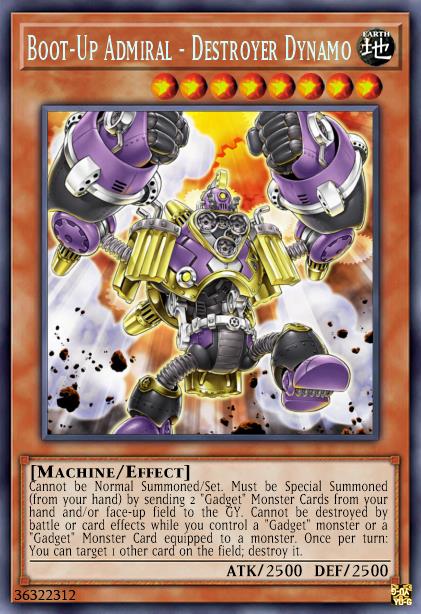 Boot-Up Admiral - Destroyer Dynamo
EARTH
地
[Machine/Effect]
Cannot be Normal Summoned/Set. Must be Special Summoned
(from your hand) by sending 2 "Gadget" Monster Cards from your
hand and/or face-up field to the GY. Cannot be destroyed by
battle or card effects while you control a "Gadget" monster or a
"Gadget" Monster Card equipped to a monster. Once per turn:
You can target 1 other card on the field; destroy it.
ATK/2500 DEF/2500
36322312